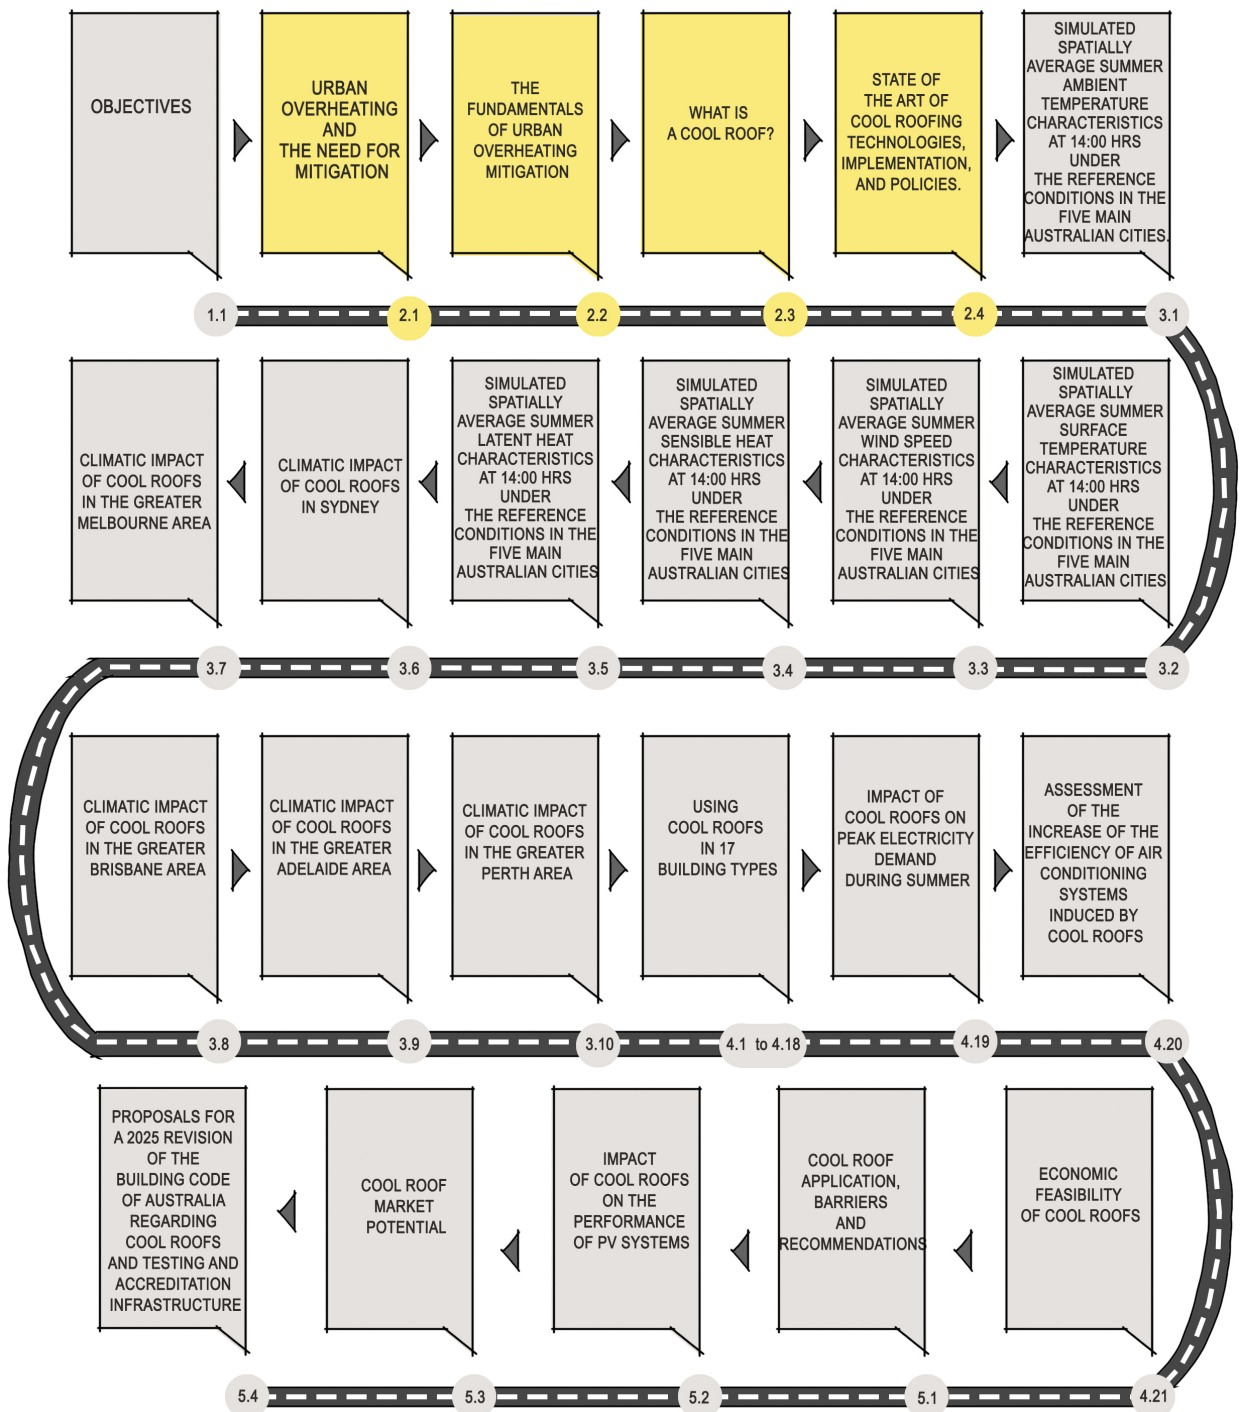 OBJECTIVES
URBAN
OVERHEATING
AND
THE NEED FOR
MITIGATION
THE
FUNDAMENTALS
OF URBAN
OVERHEATING
MITIGATION
WHAT IS
A COOL ROOF?
STATE OF
THE ART OF
COOL ROOFING
TECHNOLOGIES,
IMPLEMENTATION,
AND POLICIES.
SIMULATED
SPATIALLY
AVERAGE SUMMER
AMBIENT
TEMPERATURE
CHARACTERISTICS
AT 14:00 HRS
UNDER
THE REFERENCE
CONDITIONS IN THE
FIVE MAIN
AUSTRALIAN CITIES.
1.1
2.1
2.2
2.3
2.4
3.1
CLIMATIC IMPACT
OF COOL ROOFS
IN THE GREATER
MELBOURNE AREA
CLIMATIC IMPACT
OF COOL ROOFS
IN SYDNEY
SIMULATED
SPATIALLY
AVERAGE SUMMER
LATENT HEAT
CHARACTERISTICS
AT 14:00 HRS
UNDER
THE REFERENCE
CONDITIONS IN THE
FIVE MAIN
AUSTRALIAN CITIES
SIMULATED
SPATIALLY
AVERAGE SUMMER
SENSIBLE HEAT
CHARACTERISTICS
AT 14:00 HRS
UNDER
THE REFERENCE
CONDITIONS IN THE
FIVE MAIN
AUSTRALIAN CITIES
SIMULATED
SPATIALLY
AVERAGE SUMMER
WIND SPEED
CHARACTERISTICS
AT 14:00 HRS
UNDER
THE REFERENCE
CONDITIONS IN THE
FIVE MAIN
AUSTRALIAN CITIES
SIMULATED
SPATIALLY
AVERAGE SUMMER
SURFACE
TEMPERATURE
CHARACTERISTICS
AT 14:00 HRS
UNDER
THE REFERENCE
CONDITIONS IN THE
FIVE MAIN
AUSTRALIAN CITIES
3.7
3.6
3.5
3.4
3.3
3.2
CLIMATIC IMPACT
OF COOL ROOFS
IN THE GREATER
BRISBANE AREA
CLIMATIC IMPACT
OF COOL ROOFS
IN THE GREATER
ADELAIDE AREA
CLIMATIC IMPACT
OF COOL ROOFS
IN THE GREATER
PERTH AREA
USING
COOL ROOFS
IN 17
BUILDING TYPES
IMPACT OF
COOL ROOFS ON
PEAK ELECTRICITY
DEMAND
DURING SUMMER
ASSESSMENT
OF THE
INCREASE OF THE
EFFICIENCY OF AIR
CONDITIONING
SYSTEMS
INDUCED BY
COOL ROOFS
3.8
3.9
3.10
4.1 to 4.18
4.19
4.20
PROPOSALS FOR
A 2025 REVISION
OF THE
BUILDING CODE
OF AUSTRALIA
REGARDING
COOL ROOFS
AND TESTING AND
ACCREDITATION
INFRASTRUCTURE
COOL ROOF
MARKET
POTENTIAL
IMPACT
OF COOL ROOFS
ON THE
PERFORMANCE
OF PV SYSTEMS
COOL ROOF
APPLICATION,
BARRIERS
AND
RECOMMENDATIONS
ECONOMIC
FEASIBILITY
OF COOL ROOFS
5.4
5.3
5.2
5.1
4.21